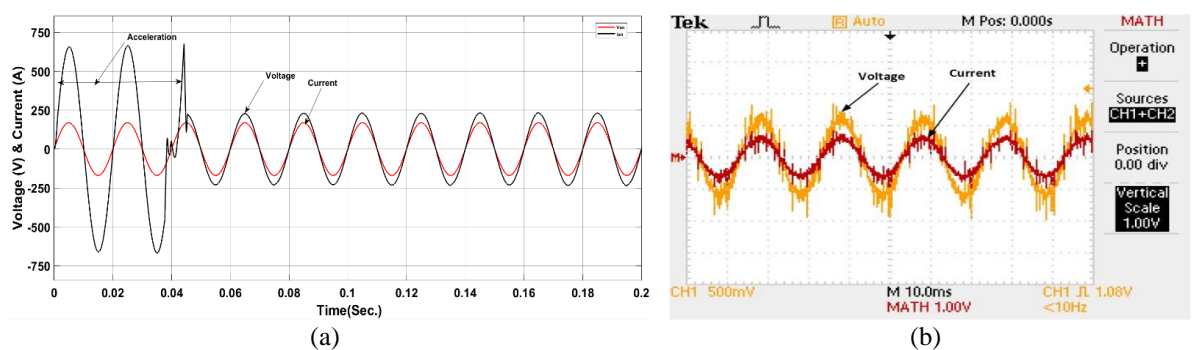 Voltage (V) & Current (A)
750
500
250
0
-250
-500
-750
Acceleration
Voltage
Current
0 0.02 0.04 0.06 0.08 0.1 0.12 0.14 0.16 0.18 0.2
Time(Sec.)
(a)
Tek R Auto M Pos: 0.000s MATH
Operation
+
Sources
CH1+CH2
Position
0.00 div
Vertical
Scale
1.00V
Voltage
Current
M
CH1 500mV M 10.0ms CH1 1.08V
MATH 1.00V <10Hz
(b)